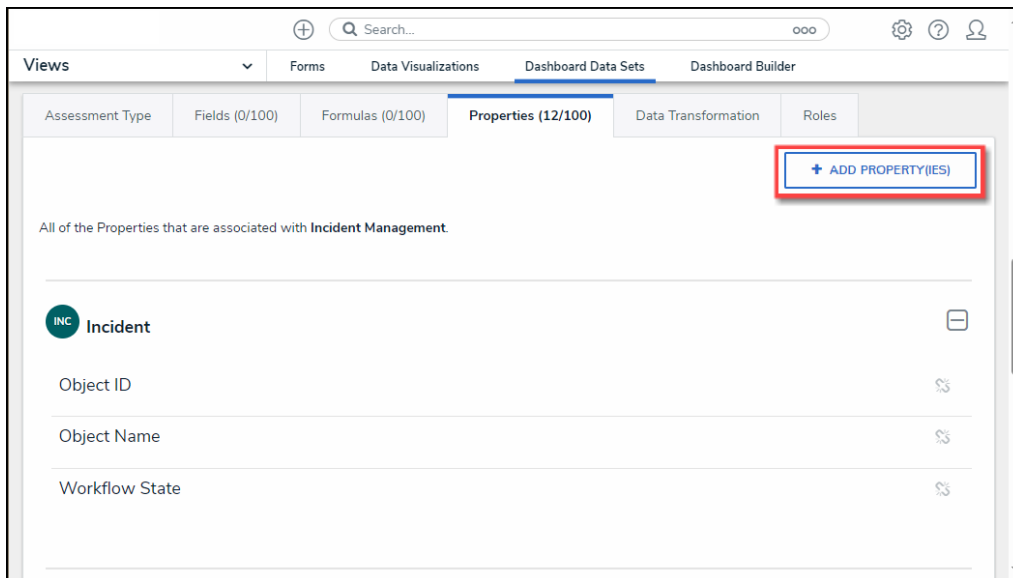 Search...
ooo
Views
Forms Data Visualizations Dashboard Data Sets Dashboard Builder
Assessment Type Fields (0/100) Formulas (0/100) Properties (12/100) Data Transformation Roles
+ ADD PROPERTY(IES)
All of the Properties that are associated with Incident Management.
INC Incident
Object ID
Object Name
Workflow State